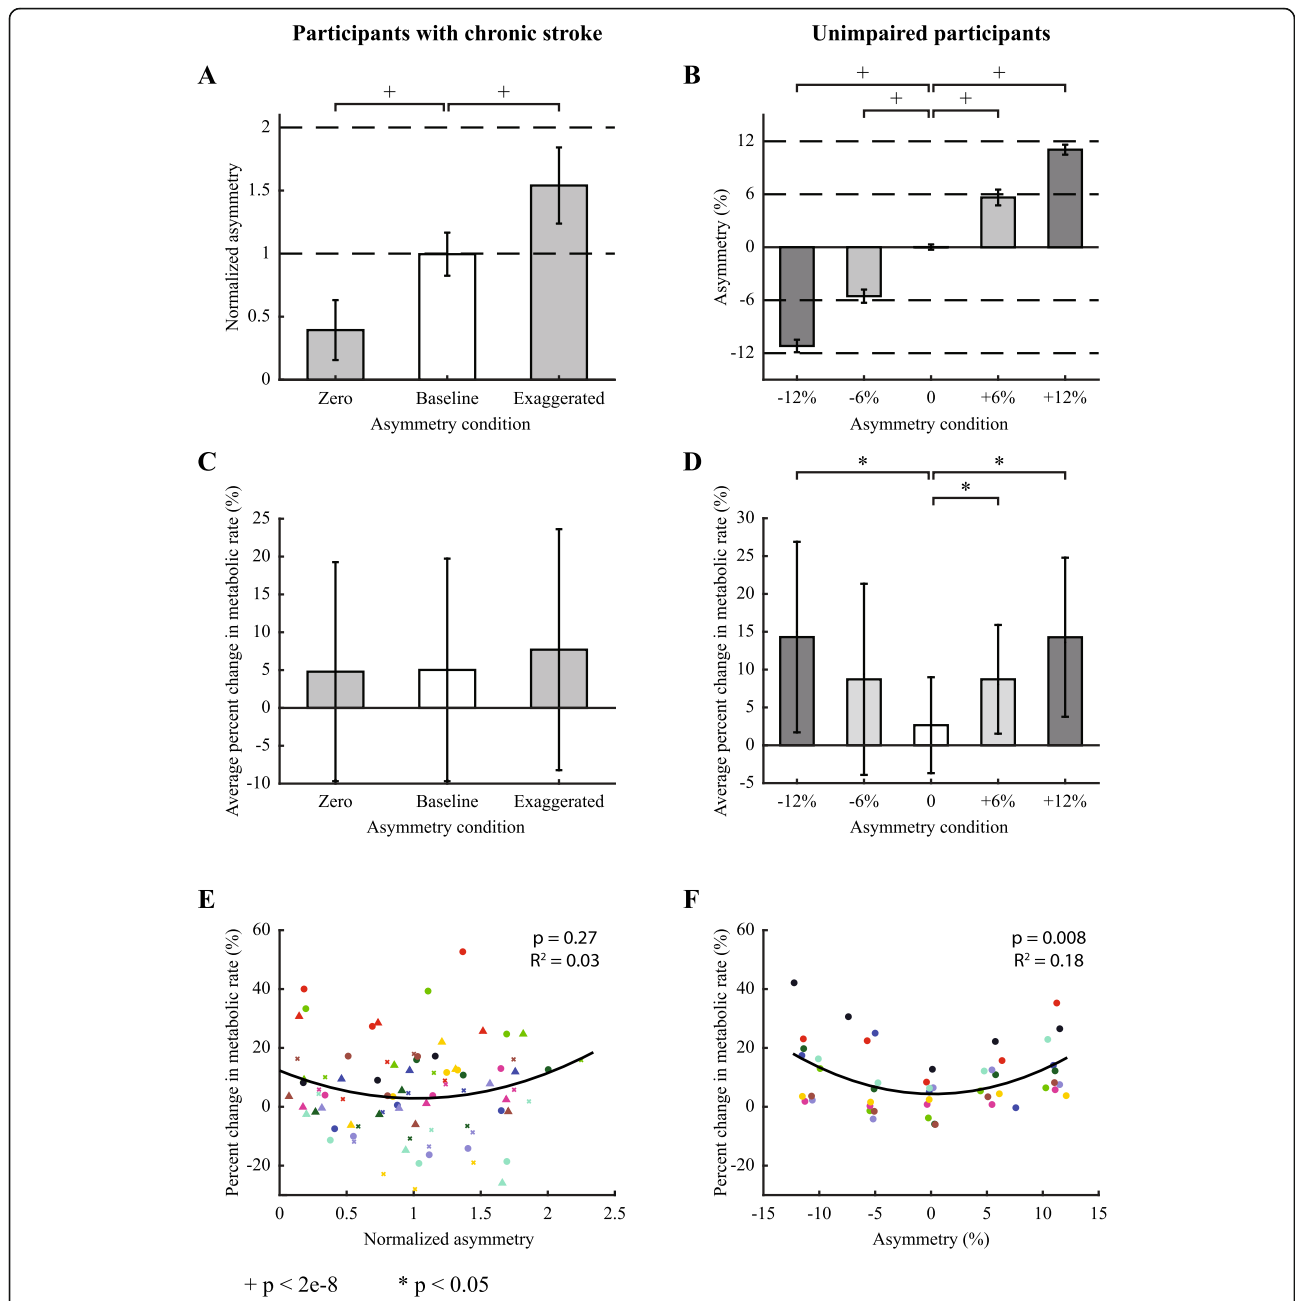 Participants with chronic stroke
Unimpaired participants
A
+ +
2
1.5
1
0.5
0
Normalized asymmetry
Zero Baseline Exaggerated
Asymmetry condition
B
+ +
+ +
12
6
0
-6
-12
Asymmetry (%)
-12% -6% 0 +6% +12%
Asymmetry condition
C
25
20
15
10
5
0
-5
-10
Average percent change in metabolic rate (%)
Zero Baseline Exaggerated
Asymmetry condition
D
* *
*
30
25
20
15
10
5
0
-5
Average percent change in metabolic rate (%)
-12% -6% 0 +6% +12%
Asymmetry condition
E
60
40
20
0
-20
Percent change in metabolic rate (%)
p = 0.27
R² = 0.03
0 0.5 1 1.5 2 2.5
Normalized asymmetry
F
60
40
20
0
-20
Percent change in metabolic rate (%)
p = 0.008
R² = 0.18
-15 -10 -5 0 5 10 15
Asymmetry (%)
+ p < 2e-8 * p < 0.05